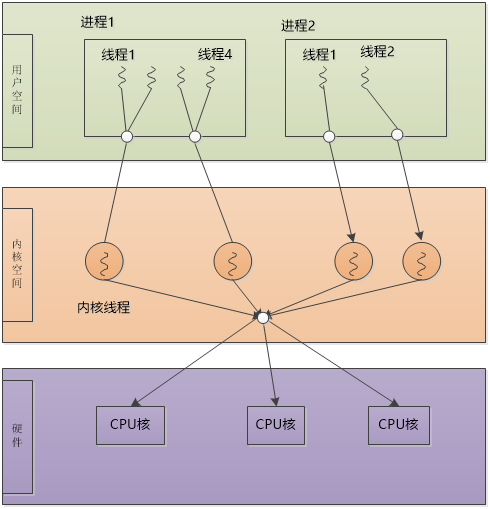 进程1
进程2
线程1
线程4
线程1
线程2
用户空间
内核空间
内核线程
硬件
CPU核
CPU核
CPU核